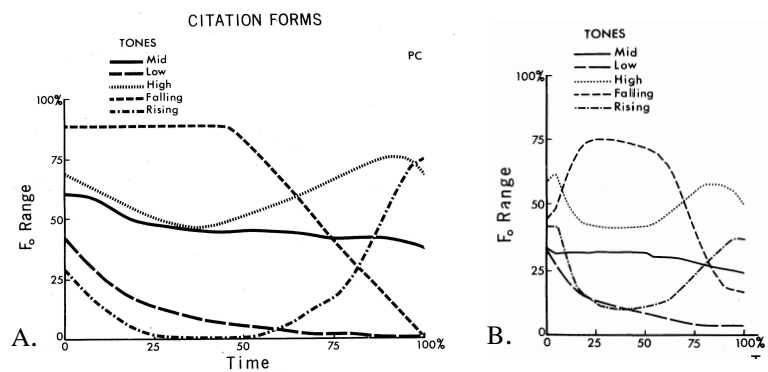 CITATION FORMS
TONES
Mid
Low
High
Falling
Rising
PC
100%
75
50
25
0
F₀ Range
0 25 50 75 100%
Time
A.
TONES
Mid
Low
High
Falling
Rising
100%
75
50
25
0
F₀ Range
0 25 50 75 100%
B.